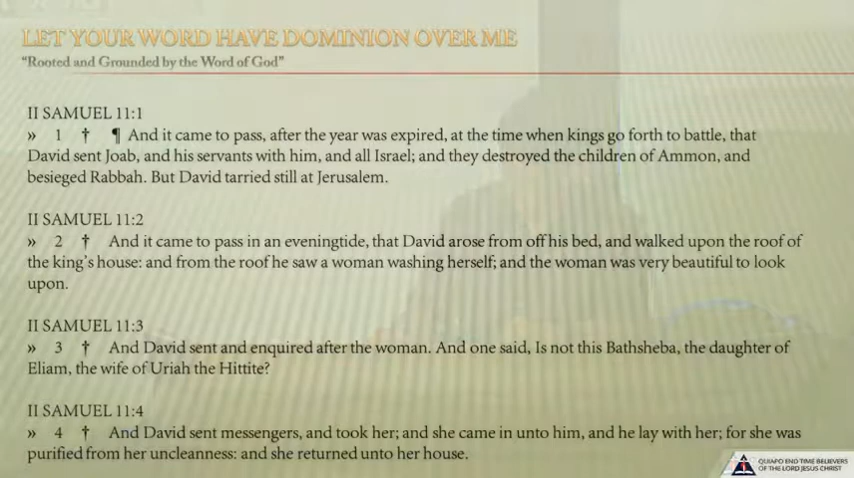 LET YOUR WORD HAVE DOMINION OVER ME
"Rooted and Grounded by the Word of God"
II SAMUEL 11:1
» 1 † ¶ And it came to pass, after the year was expired, at the time when kings go forth to battle, that
David sent Joab, and his servants with him, and all Israel; and they destroyed the children of Ammon, and
besieged Rabbah. But David tarried still at Jerusalem.
II SAMUEL 11:2
» 2 † And it came to pass in an eveningtide, that David arose from off his bed, and walked upon the roof of
the king's house: and from the roof he saw a woman washing herself; and the woman was very beautiful to look
upon.
II SAMUEL 11:3
» 3 † And David sent and enquired after the woman. And one said, Is not this Bathsheba, the daughter of
Eliam, the wife of Uriah the Hittite?
II SAMUEL 11:4
» 4 † And David sent messengers, and took her; and she came in unto him, and he lay with her; for she was
purified from her uncleanness: and she returned unto her house.
QUIAPO END TIME BELIEVERS
OF THE LORD JESUS CHRIST